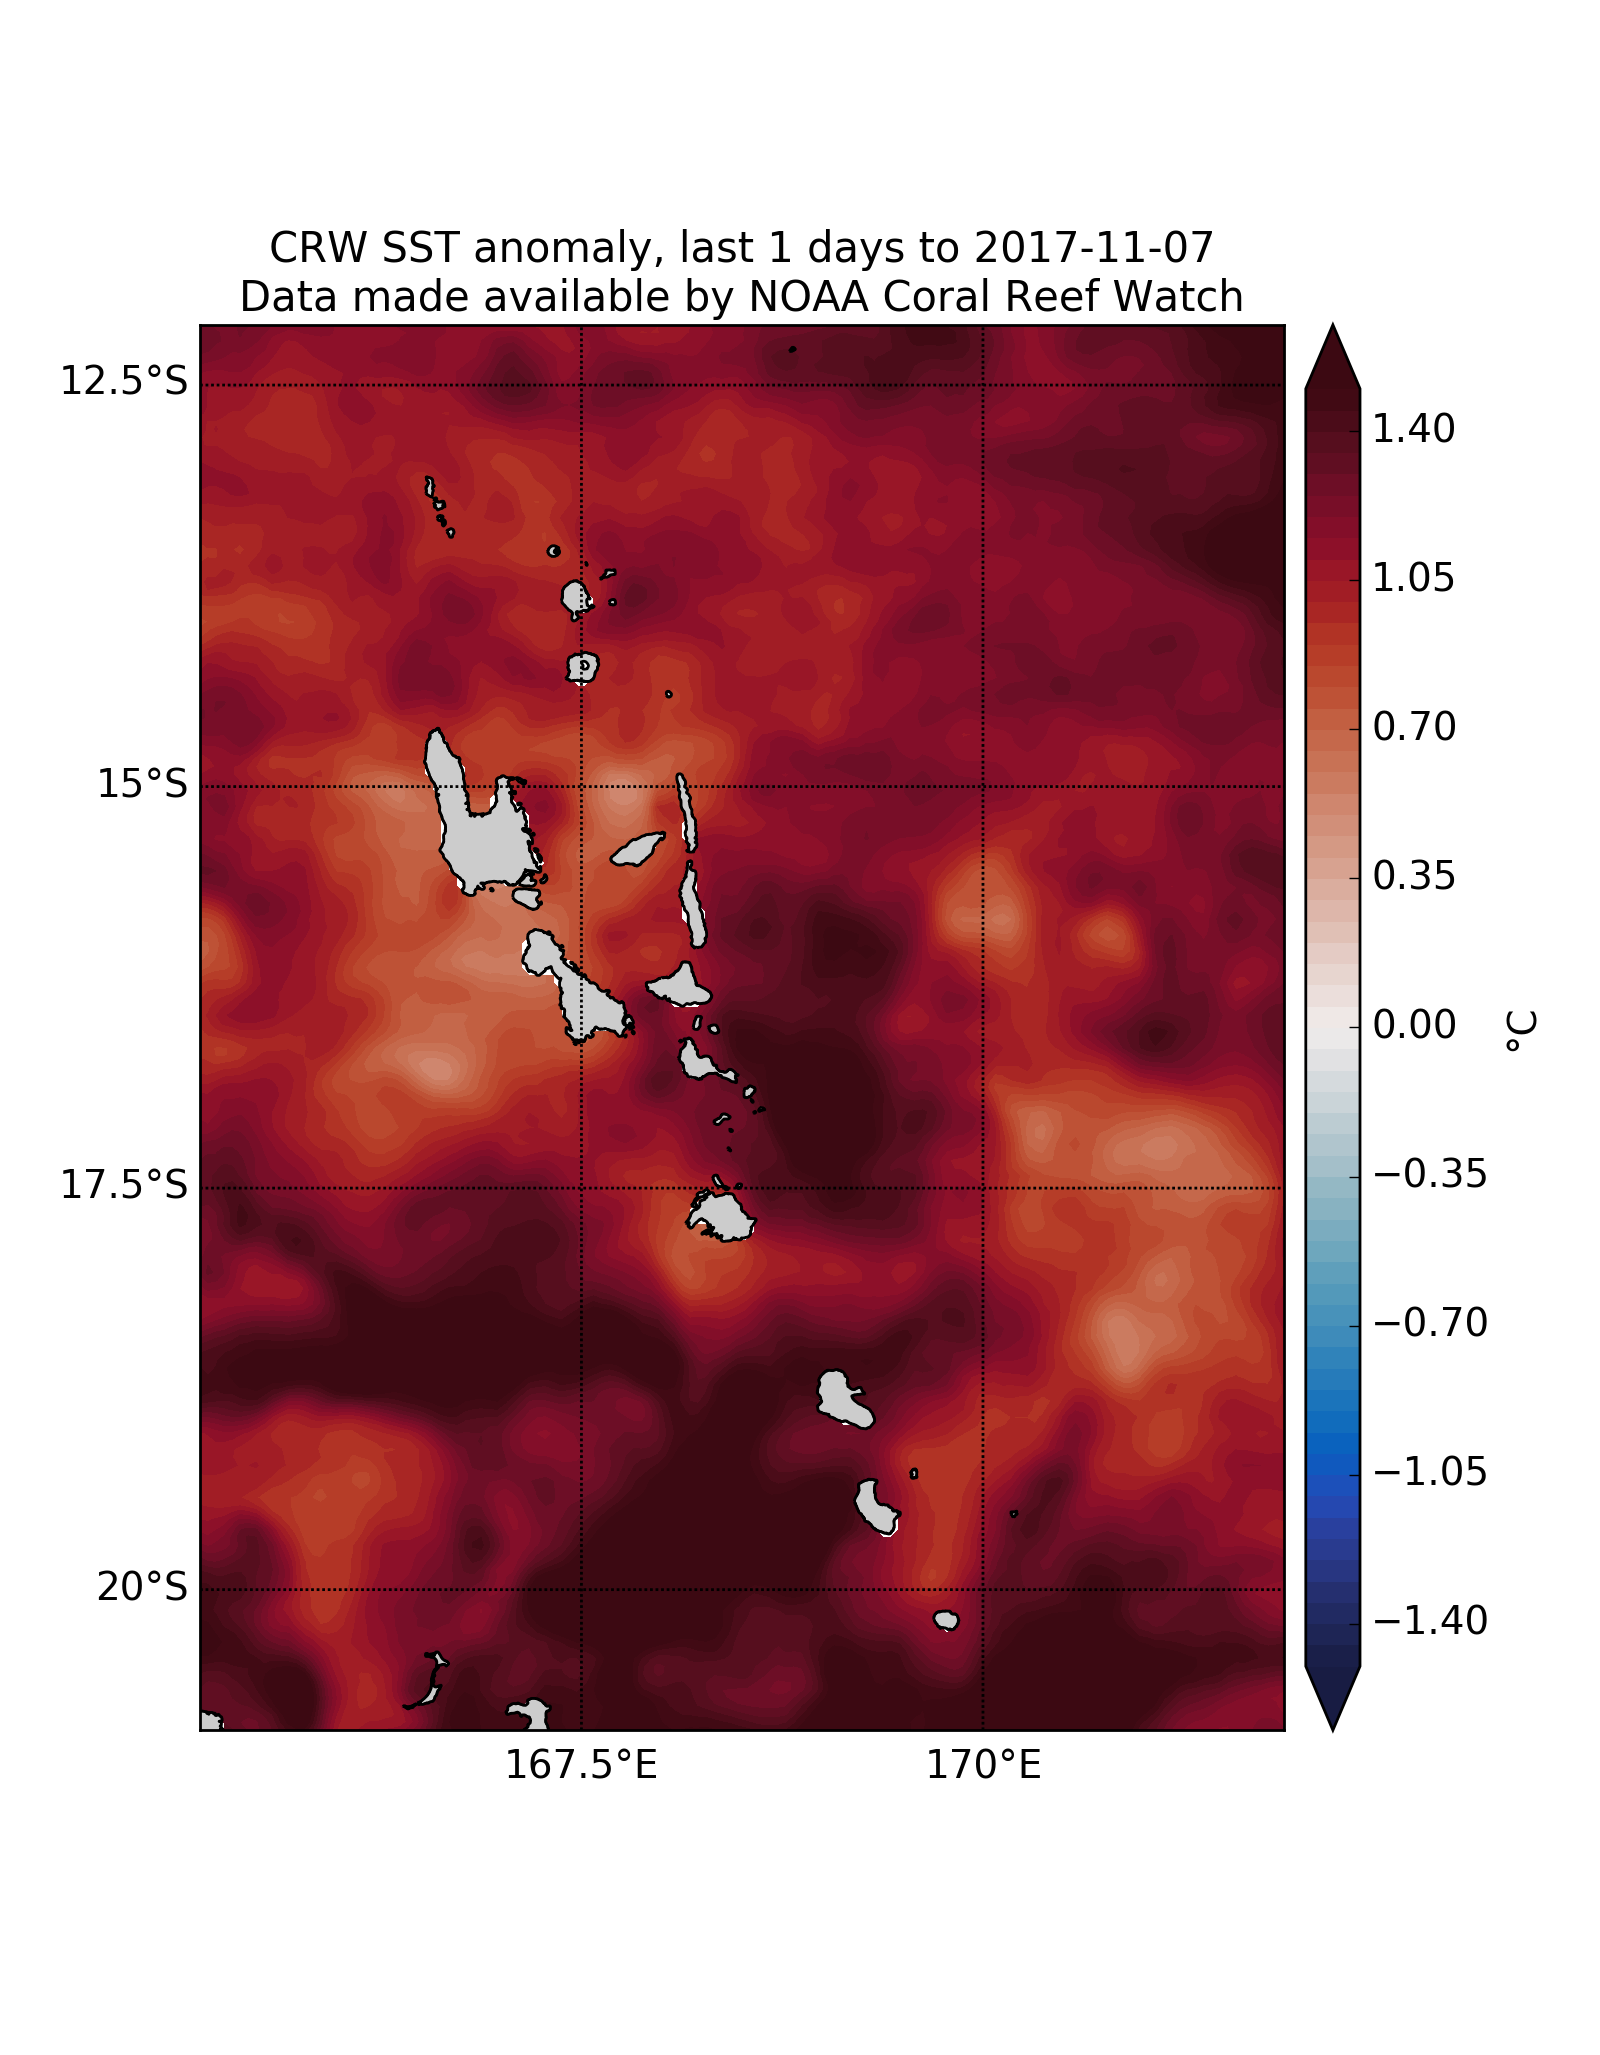 CRW SST anomaly, last 1 days to 2017-11-07
Data made available by NOAA Coral Reef Watch
12.5°S
15°S
17.5°S
20°S
167.5°E
170°E
1.40
1.05
0.70
0.35
0.00
−0.35
−0.70
−1.05
−1.40
°C